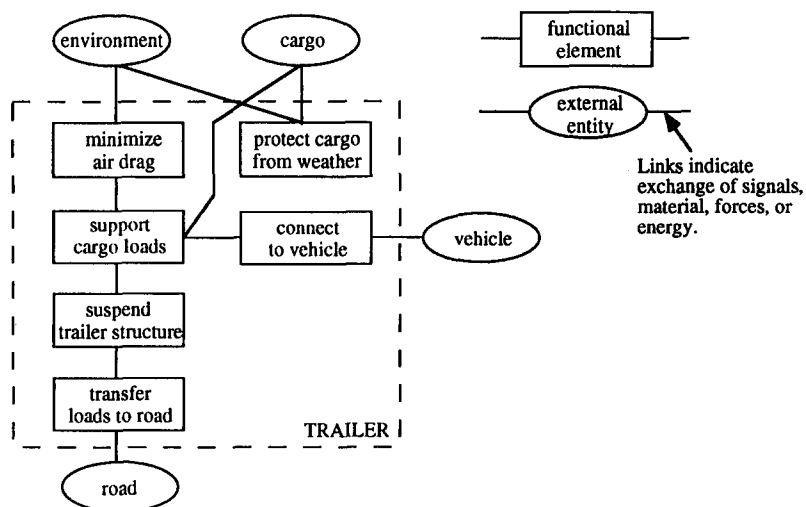 environment
cargo
functional
element
minimize
air drag
protect cargo
from weather
external
entity
Links indicate
exchange of signals,
material, forces, or
energy.
support
cargo loads
connect
to vehicle
vehicle
suspend
trailer structure
transfer
loads to road
TRAILER
road